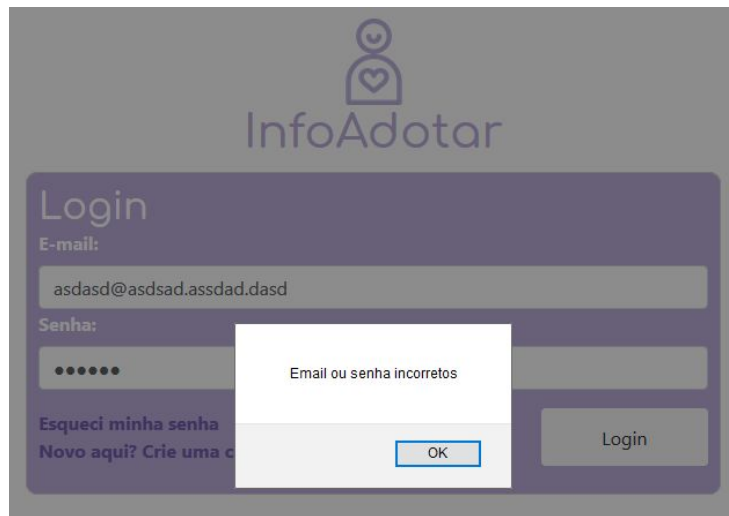 InfoAdotar
Login
E-mail:
asdasd@asdsad.assdad.dasd
Senha:
••••••
Email ou senha incorretos
Esqueci minha senha
Novo aqui? Crie uma c
OK
Login